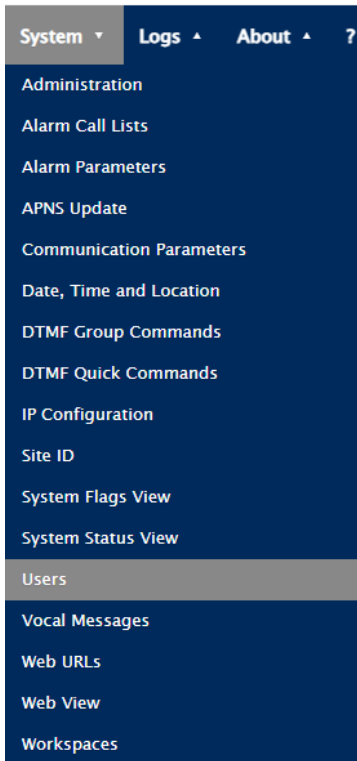 System ▼ Logs ▲ About ▲ ?
Administration
Alarm Call Lists
Alarm Parameters
APNS Update
Communication Parameters
Date, Time and Location
DTMF Group Commands
DTMF Quick Commands
IP Configuration
Site ID
System Flags View
System Status View
Users
Vocal Messages
Web URLs
Web View
Workspaces